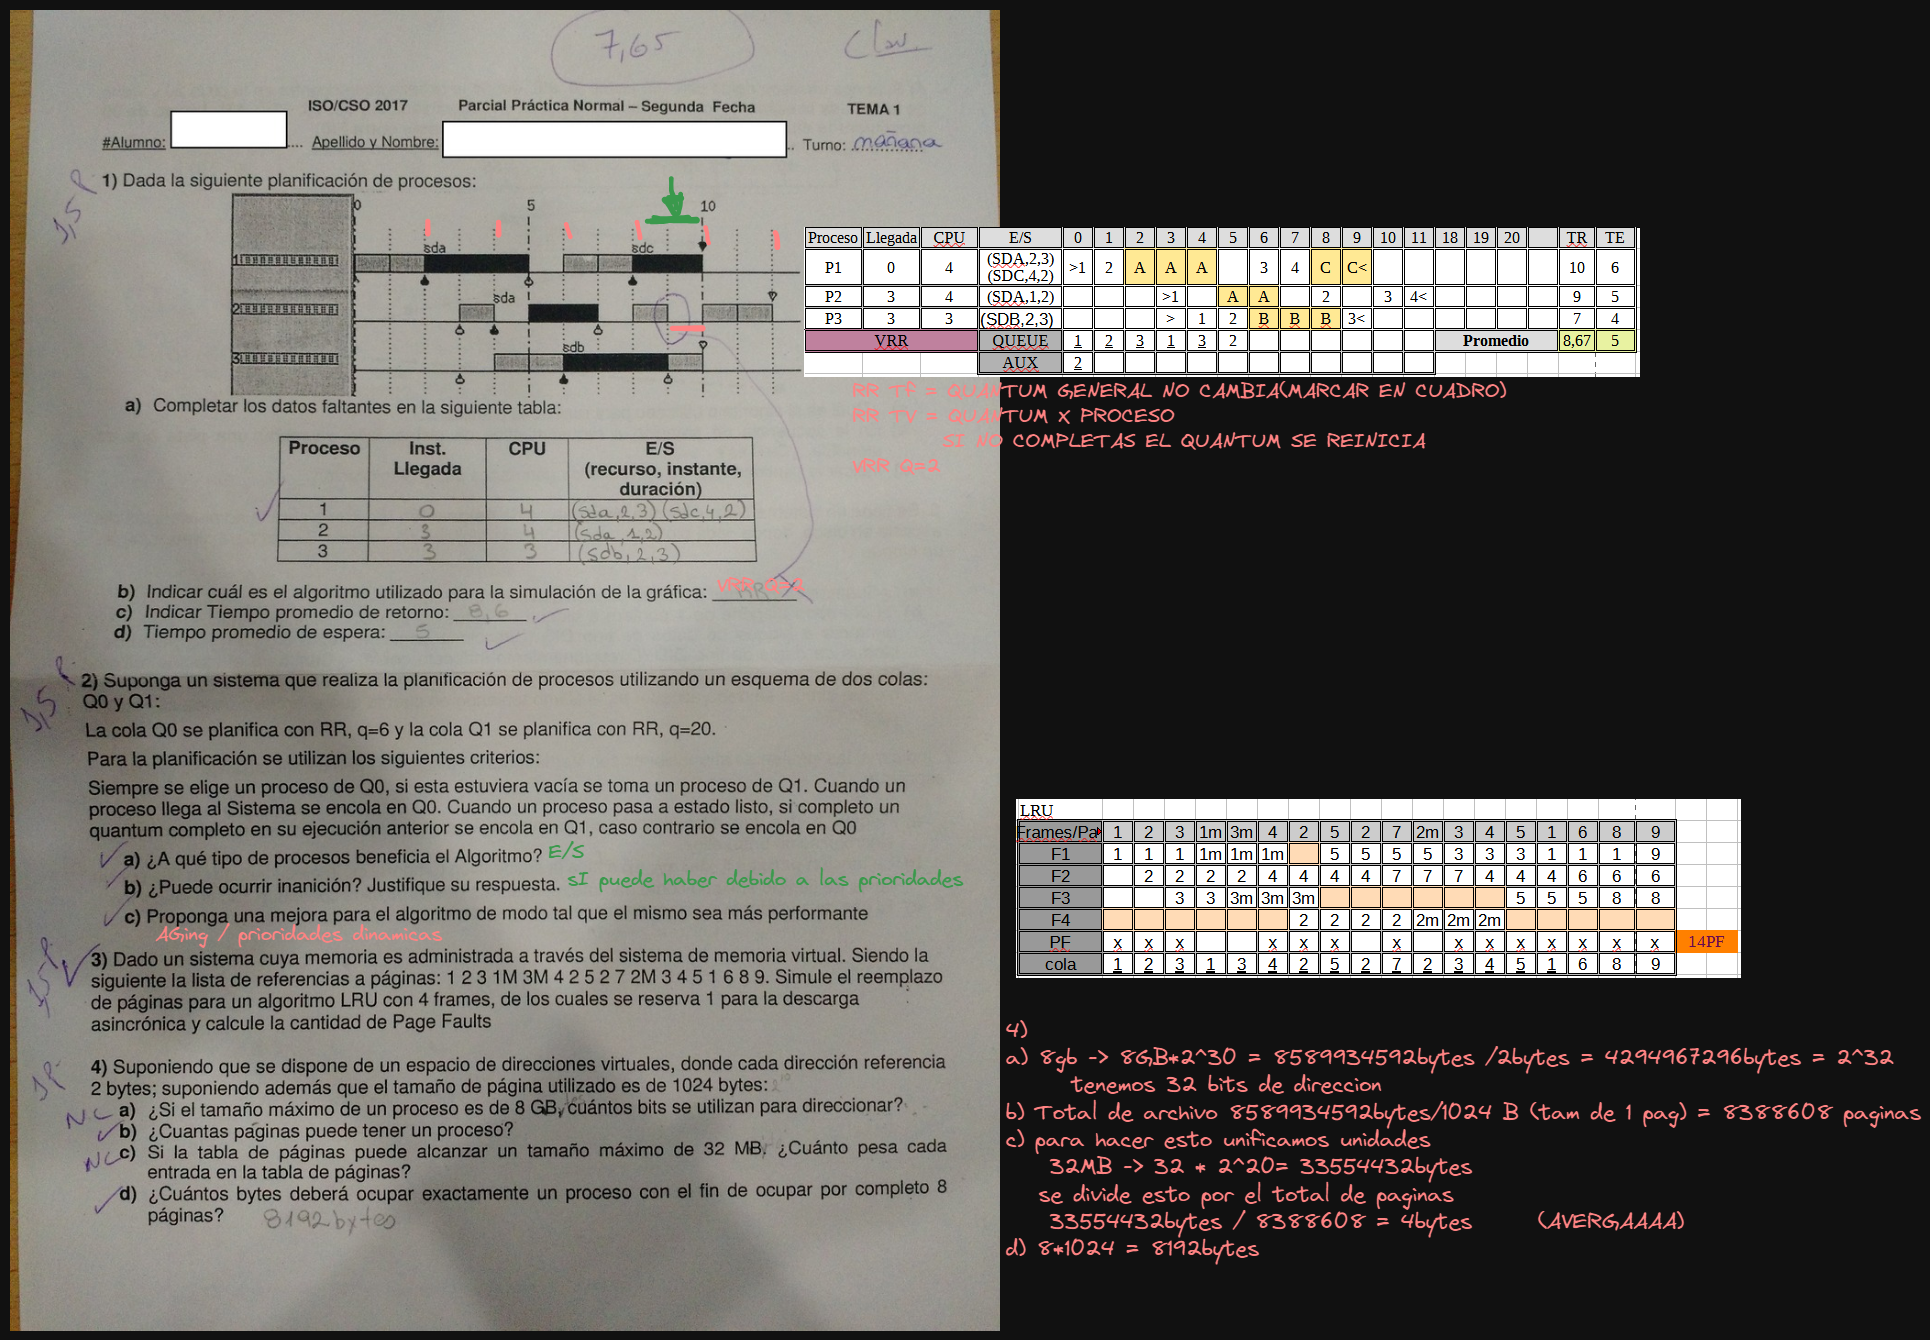 7,65
ISO/CSO 2017 Parcial Práctica Normal – Segunda Fecha TEMA 1
#Alumno: .... Apellido y Nombre: .. Turno: mañana
1) Dada la siguiente planificación de procesos:
0 5 10
sda sdc
1
sda
2
sdb
3
a) Completar los datos faltantes en la siguiente tabla:
Proceso Inst. Llegada CPU E/S (recurso, instante, duración)
1 0 4 (sda,2,3) (sdc,4,2)
2 3 4 (sda,1,2)
3 3 3 (sdb,2,3)
b) Indicar cuál es el algoritmo utilizado para la simulación de la gráfica: VRR Q=2
c) Indicar Tiempo promedio de retorno: 8,6
d) Tiempo promedio de espera: 5
2) Suponga un sistema que realiza la planificación de procesos utilizando un esquema de dos colas:
Q0 y Q1:
La cola Q0 se planifica con RR, q=6 y la cola Q1 se planifica con RR, q=20.
Para la planificación se utilizan los siguientes criterios:
Siempre se elige un proceso de Q0, si esta estuviera vacía se toma un proceso de Q1. Cuando un
proceso llega al Sistema se encola en Q0. Cuando un proceso pasa a estado listo, si completo un
quantum completo en su ejecución anterior se encola en Q1, caso contrario se encola en Q0
a) ¿A qué tipo de procesos beneficia el Algoritmo? E/S
b) ¿Puede ocurrir inanición? Justifique su respuesta. sI puede haber debido a las prioridades
c) Proponga una mejora para el algoritmo de modo tal que el mismo sea más performante
AGing / prioridades dinamicas
3) Dado un sistema cuya memoria es administrada a través del sistema de memoria virtual. Siendo la
siguiente la lista de referencias a páginas: 1 2 3 1M 3M 4 2 5 2 7 2M 3 4 5 1 6 8 9. Simule el reemplazo
de páginas para un algoritmo LRU con 4 frames, de los cuales se reserva 1 para la descarga
asincrónica y calcule la cantidad de Page Faults
4) Suponiendo que se dispone de un espacio de direcciones virtuales, donde cada dirección referencia
2 bytes; suponiendo además que el tamaño de página utilizado es de 1024 bytes:
NC a) ¿Si el tamaño máximo de un proceso es de 8 GB, cuántos bits se utilizan para direccionar?
b) ¿Cuantas páginas puede tener un proceso?
NC c) Si la tabla de páginas puede alcanzar un tamaño máximo de 32 MB. ¿Cuánto pesa cada
entrada en la tabla de páginas?
d) ¿Cuántos bytes deberá ocupar exactamente un proceso con el fin de ocupar por completo 8
páginas? 8192bytes
Proceso Llegada CPU E/S 0 1 2 3 4 5 6 7 8 9 10 11 18 19 20 TR TE
P1 0 4 (SDA,2,3) (SDC,4,2) >1 2 A A A 3 4 C C< 10 6
P2 3 4 (SDA,1,2) >1 A A 2 3 4< 9 5
P3 3 3 (SDB,2,3) > 1 2 B B B 3< 7 4
VRR QUEUE 1 2 3 1 3 2 Promedio 8,67 5
AUX 2
RR TF = QUANTUM GENERAL NO CAMBIA(MARCAR EN CUADRO)
RR TV = QUANTUM X PROCESO
SI NO COMPLETAS EL QUANTUM SE REINICIA
VRR Q=2
LRU
Frames/Pa 1 2 3 1m 3m 4 2 5 2 7 2m 3 4 5 1 6 8 9
F1 1 1 1 1m 1m 1m 5 5 5 5 3 3 3 1 1 1 9
F2 2 2 2 2 4 4 4 4 7 7 7 4 4 4 6 6 6
F3 3 3 3m 3m 3m 5 5 5 8 8
F4 2 2 2 2 2m 2m 2m
PF x x x x x x x x x x x x x x 14PF
cola 1 2 3 1 3 4 2 5 2 7 2 3 4 5 1 6 8 9
4)
a) 8gb -> 8GB*2^30 = 8589934592bytes /2bytes = 4294967296bytes = 2^32
tenemos 32 bits de direccion
b) Total de archivo 8589934592bytes/1024 B (tam de 1 pag) = 8388608 paginas
c) para hacer esto unificamos unidades
32MB -> 32 * 2^20= 33554432bytes
se divide esto por el total de paginas
33554432bytes / 8388608 = 4bytes (AVERGAAAA)
d) 8*1024 = 8192bytes